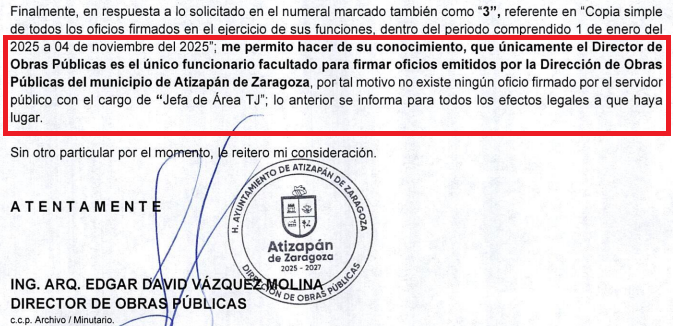 Finalmente, en respuesta a lo solicitado en el numeral marcado también como “3”, referente en “Copia simple
de todos los oficios firmados en el ejercicio de sus funciones, dentro del periodo comprendido 1 de enero del
2025 a 04 de noviembre del 2025”; me permito hacer de su conocimiento, que únicamente el Director de
Obras Públicas es el único funcionario facultado para firmar oficios emitidos por la Dirección de Obras
Públicas del municipio de Atizapán de Zaragoza, por tal motivo no existe ningún oficio firmado por el servidor
público con el cargo de “Jefa de Área TJ”; lo anterior se informa para todos los efectos legales a que haya
lugar.
Sin otro particular por el momento, le reitero mi consideración.
ATENTAMENTE
H. AYUNTAMIENTO DE ATIZAPÁN DE ZARAGOZA
Atizapán
de Zaragoza
2025 - 2027
DIRECCIÓN DE OBRAS PÚBLICAS
ING. ARQ. EDGAR DAVID VÁZQUEZ MOLINA
DIRECTOR DE OBRAS PÚBLICAS
c.c.p. Archivo / Minutario.